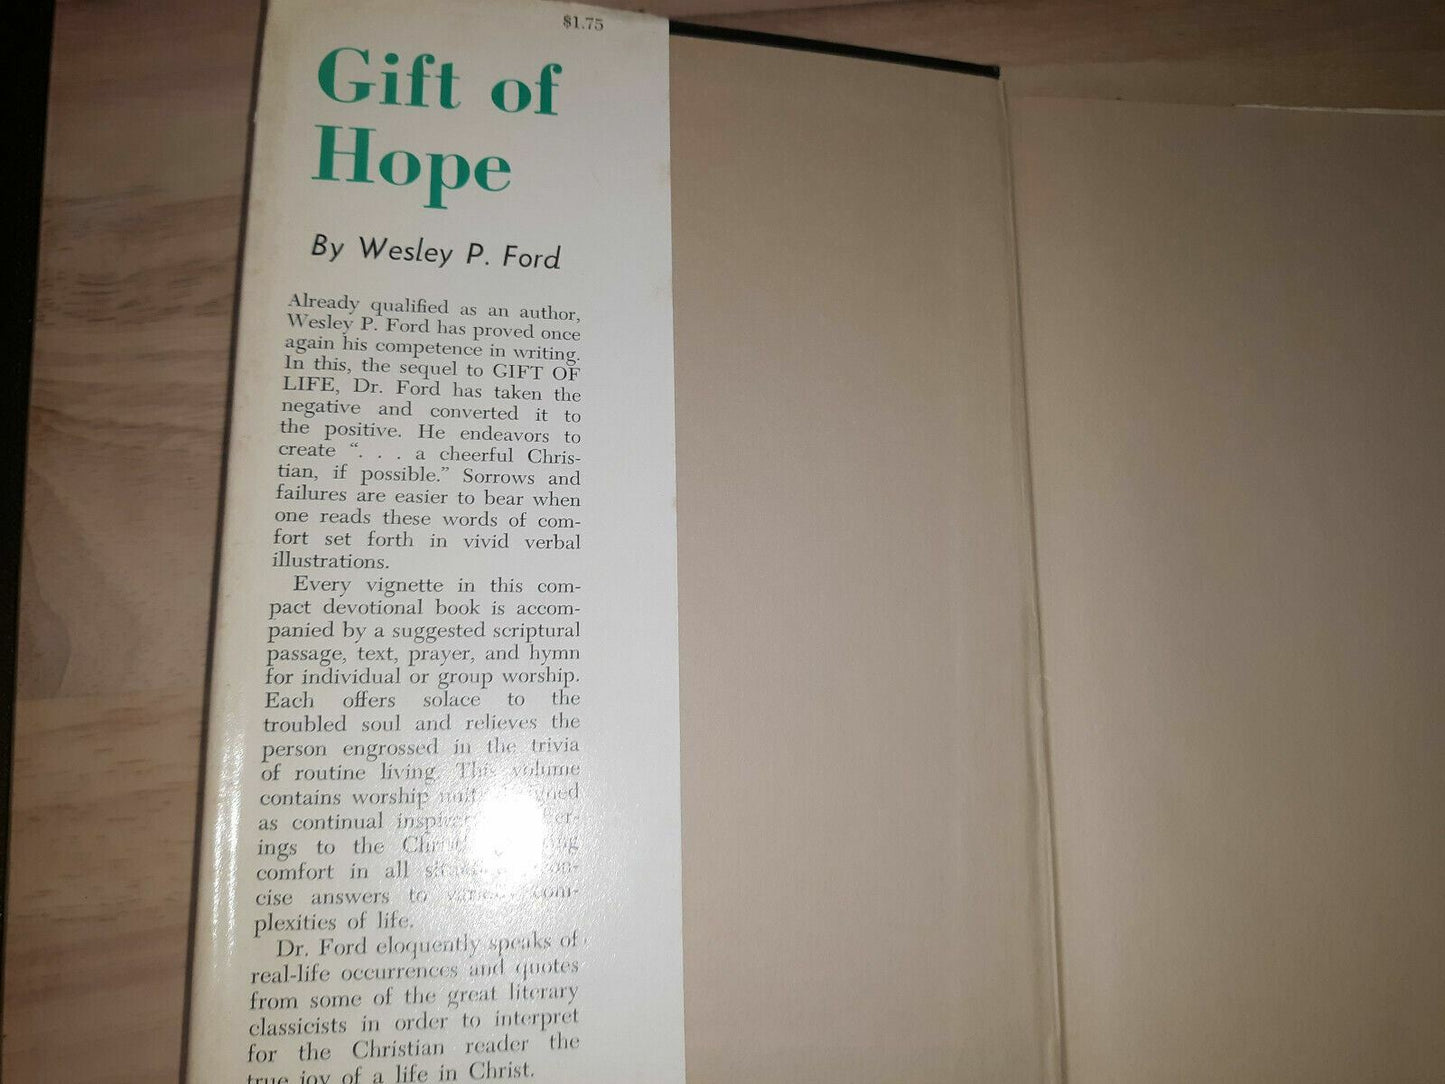 $1.75
Gift of
Hope
By Wesley P. Ford
Already qualified as an author,
Wesley P. Ford has proved once
again his competence in writing.
In this, the sequel to GIFT OF
LIFE, Dr. Ford has taken the
negative and converted it to
the positive. He endeavors to
create “. . . a cheerful Chris-
tian, if possible.” Sorrows and
failures are easier to bear when
one reads these words of com-
fort set forth in vivid verbal
illustrations.
Every vignette in this com-
pact devotional book is accom-
panied by a suggested scriptural
passage, text, prayer, and hymn
for individual or group worship.
Each offers solace to the
troubled soul and relieves the
person engrossed in the trivia
of routine living. This volume
contains worship
as continual
ings to the
comfort in all
cise answers to com-
plexities of life.
Dr. Ford eloquently speaks of
real-life occurrences and quotes
from some of the great literary
classicists in order to interpret
for the Christian reader the
true joy of a life in Christ.